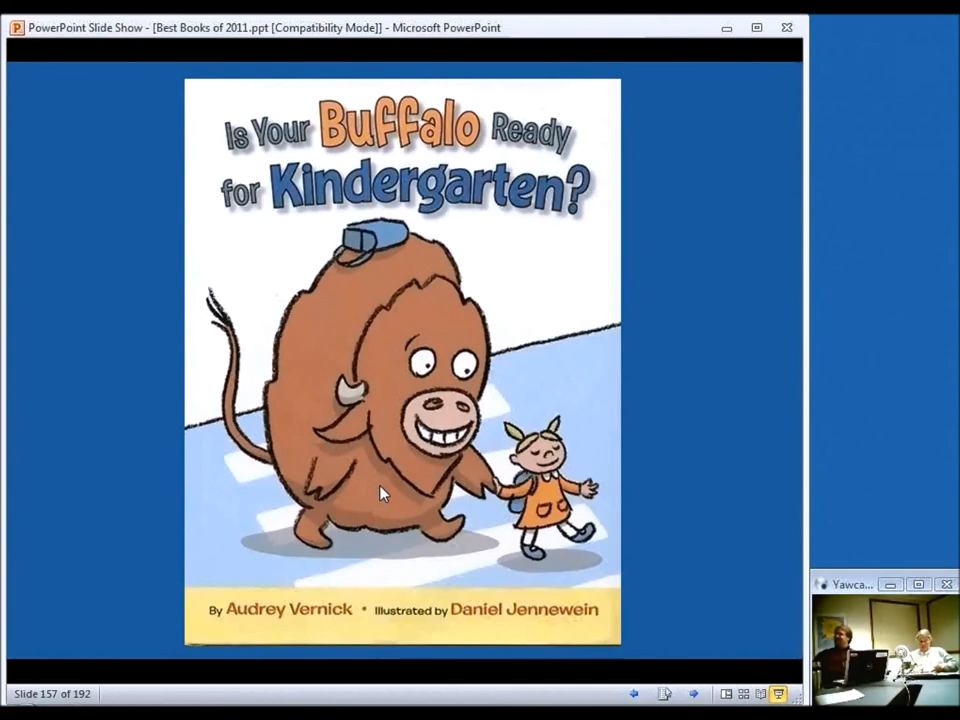 PowerPoint Slide Show - [Best Books of 2011.ppt [Compatibility Mode]] - Microsoft PowerPoint
Is Your Buffalo Ready
for Kindergarten?
By Audrey Vernick • Illustrated by Daniel Jennewein
Yawca...
Slide 157 of 192